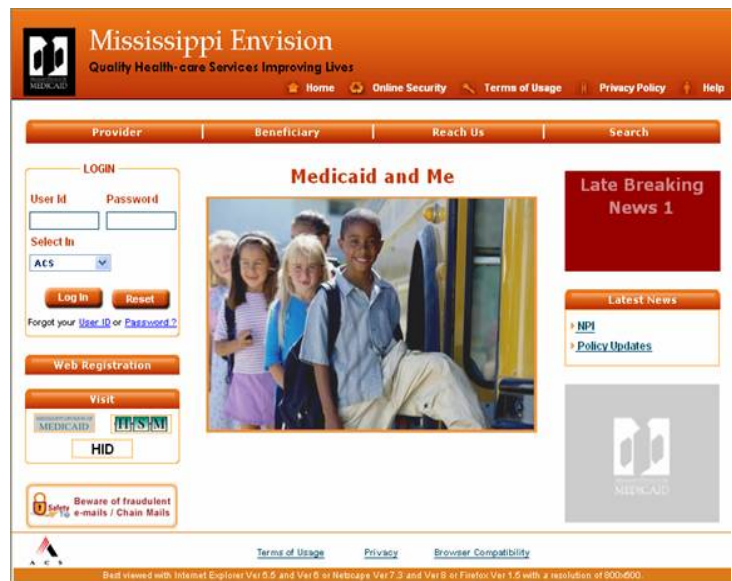 Mississippi Envision
Quality Health-care Services Improving Lives
MEDICAID
Home Online Security Terms of Usage Privacy Policy Help
Provider Beneficiary Reach Us Search
LOGIN
User Id Password
Select In
ACS
Log In Reset
Forgot your User ID or Password ?
Web Registration
Visit
MEDICAID H·S·M
HID
Safety
Beware of fraudulent
e-mails / Chain Mails
Medicaid and Me
Late Breaking
News 1
Latest News
NPI
Policy Updates
MEDICAID
A C S
Terms of Usage Privacy Browser Compatibility
Best viewed with Internet Explorer Ver 5.5 and Ver 6 or Netscape Ver 7.3 and Ver 8 or Firefox Ver 1.5 with a resolution of 800x600.